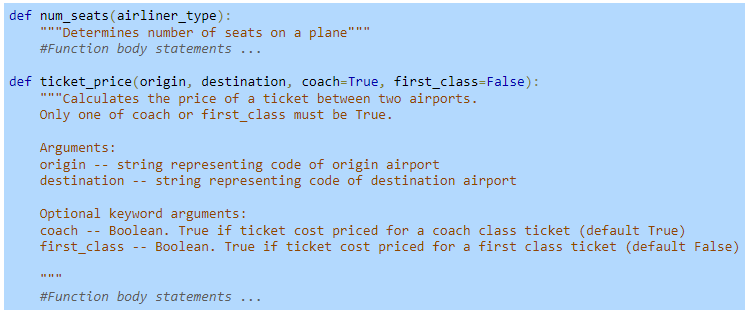 def num_seats(airliner_type):
    """Determines number of seats on a plane"""
    #Function body statements ...

def ticket_price(origin, destination, coach=True, first_class=False):
    """Calculates the price of a ticket between two airports.
    Only one of coach or first_class must be True.

    Arguments:
    origin -- string representing code of origin airport
    destination -- string representing code of destination airport

    Optional keyword arguments:
    coach -- Boolean. True if ticket cost priced for a coach class ticket (default True)
    first_class -- Boolean. True if ticket cost priced for a first class ticket (default False)

    """
    #Function body statements ...